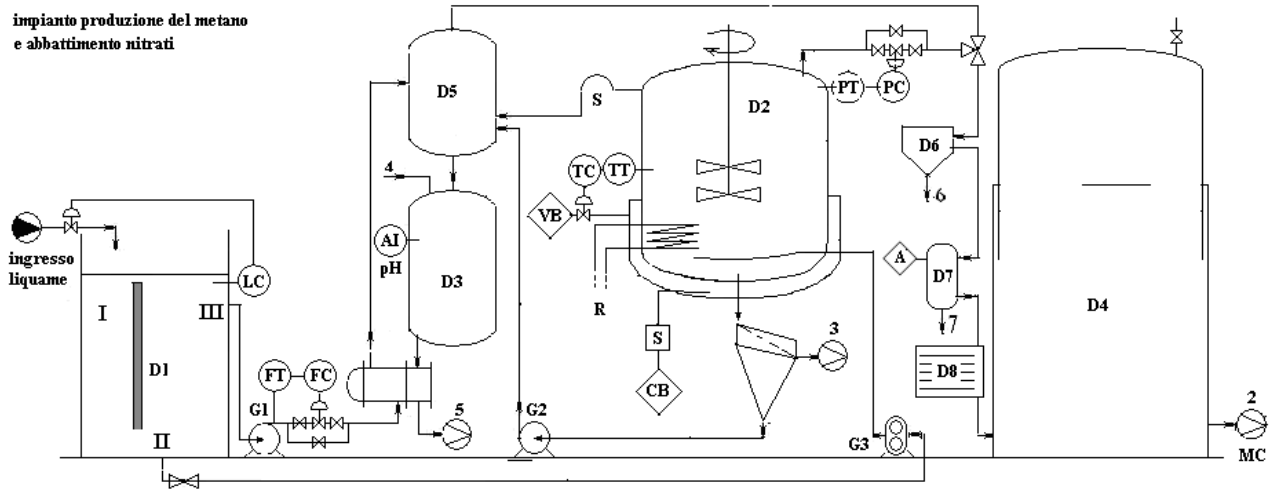 impianto produzione del metano
e abbattimento nitrati
D5
S
D2
PT
PC
D6
6
4
TC
TT
VB
ingresso
liquame
LC
AI
pH
D3
A
D7
7
D4
I
III
R
D1
S
3
D8
FT
FC
CB
G1
5
G2
G3
2
MC
II